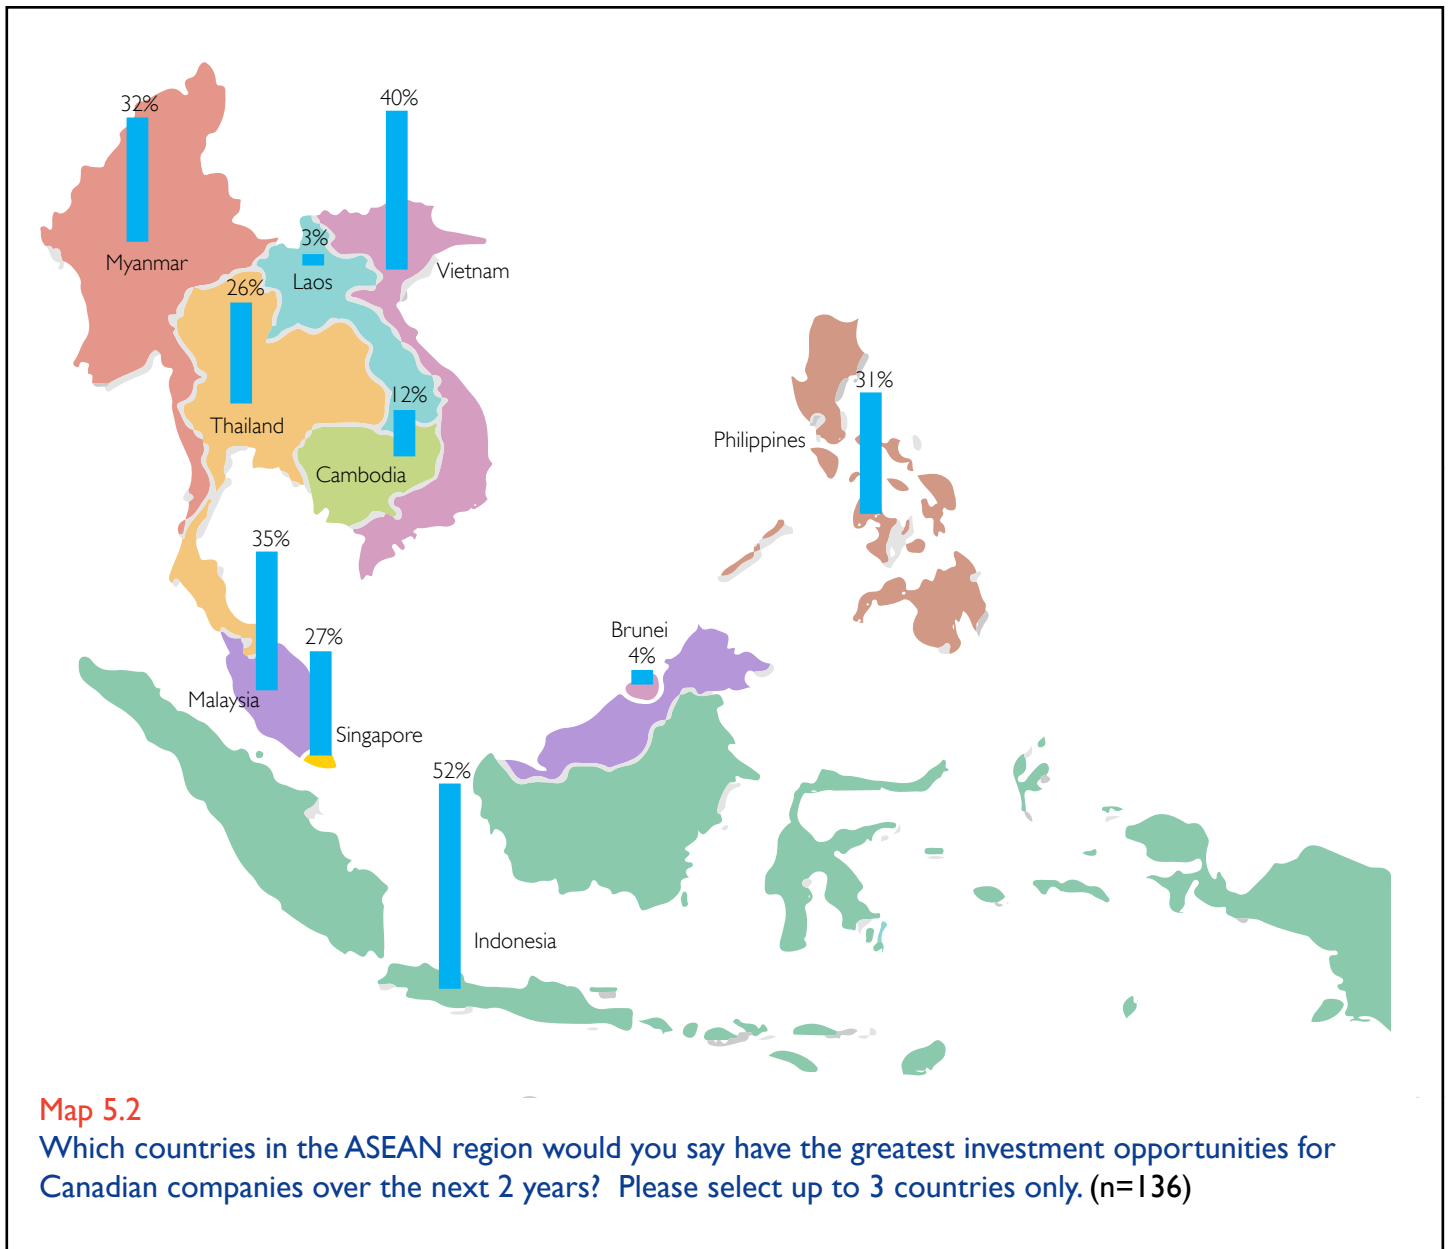 32%
Myanmar
40%
Vietnam
3%
Laos
26%
Thailand
12%
Cambodia
31%
Philippines
35%
Malaysia
27%
Singapore
Brunei
4%
52%
Indonesia
Map 5.2
Which countries in the ASEAN region would you say have the greatest investment opportunities for
Canadian companies over the next 2 years?  Please select up to 3 countries only. (n=136)